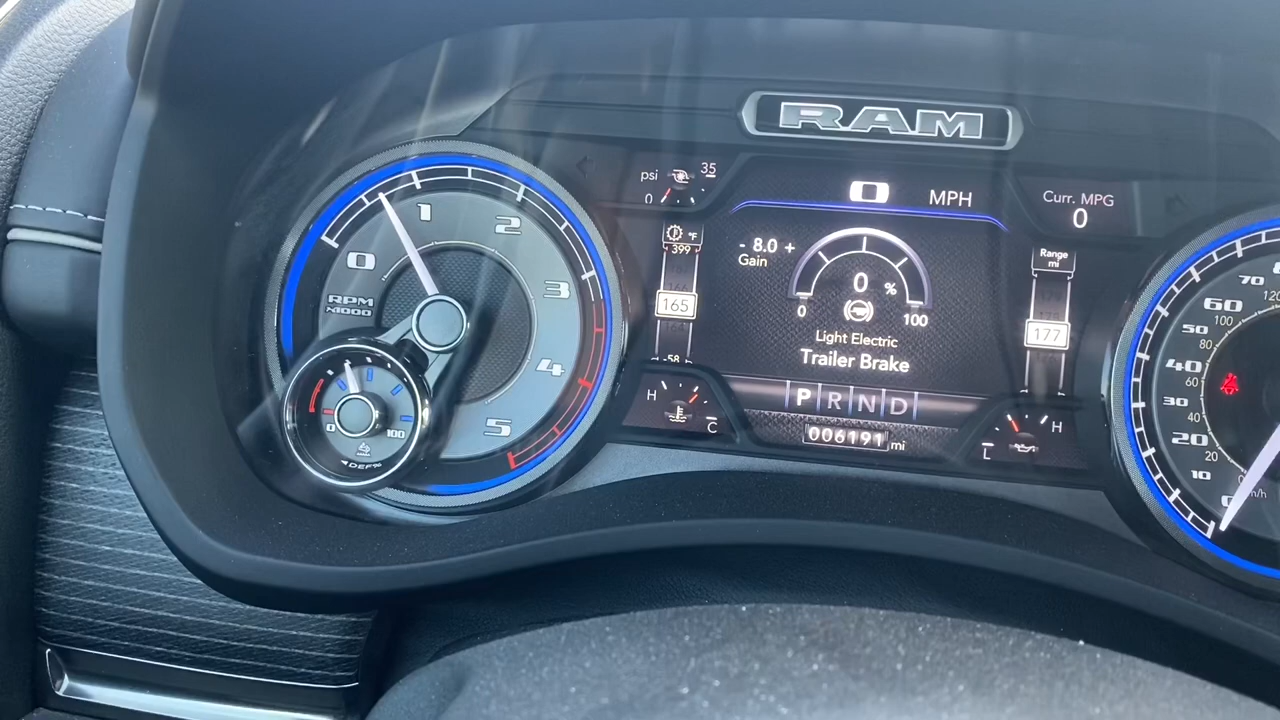 RAM
psi
35
0
0 MPH
Curr. MPG
0
°F
399
165
-58
- 8.0 +
Gain
0 %
0
100
Light Electric
Trailer Brake
Range
mi
177
P R N D
006191 mi
H
C
L
H
0
1
2
3
4
5
RPM
X1000
0
100
DEF%
70
60
50
40
30
20
10
120
100
80
60
40
20